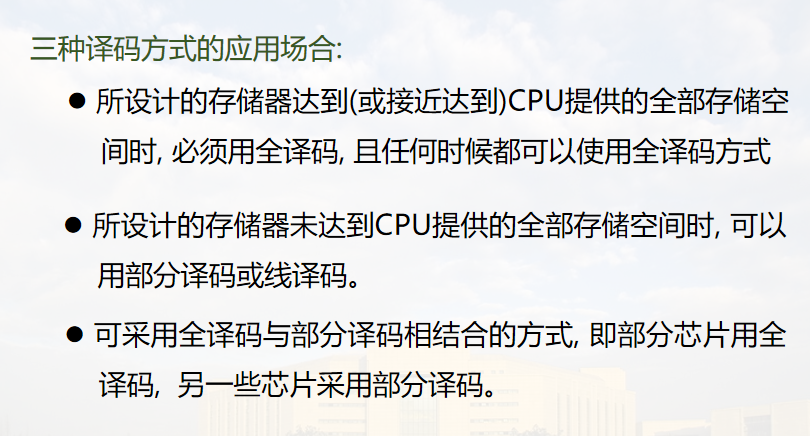 三种译码方式的应用场合:
● 所设计的存储器达到(或接近达到)CPU提供的全部存储空
间时, 必须用全译码, 且任何时候都可以使用全译码方式
● 所设计的存储器未达到CPU提供的全部存储空间时, 可以
用部分译码或线译码。
● 可采用全译码与部分译码相结合的方式, 即部分芯片用全
译码, 另一些芯片采用部分译码。